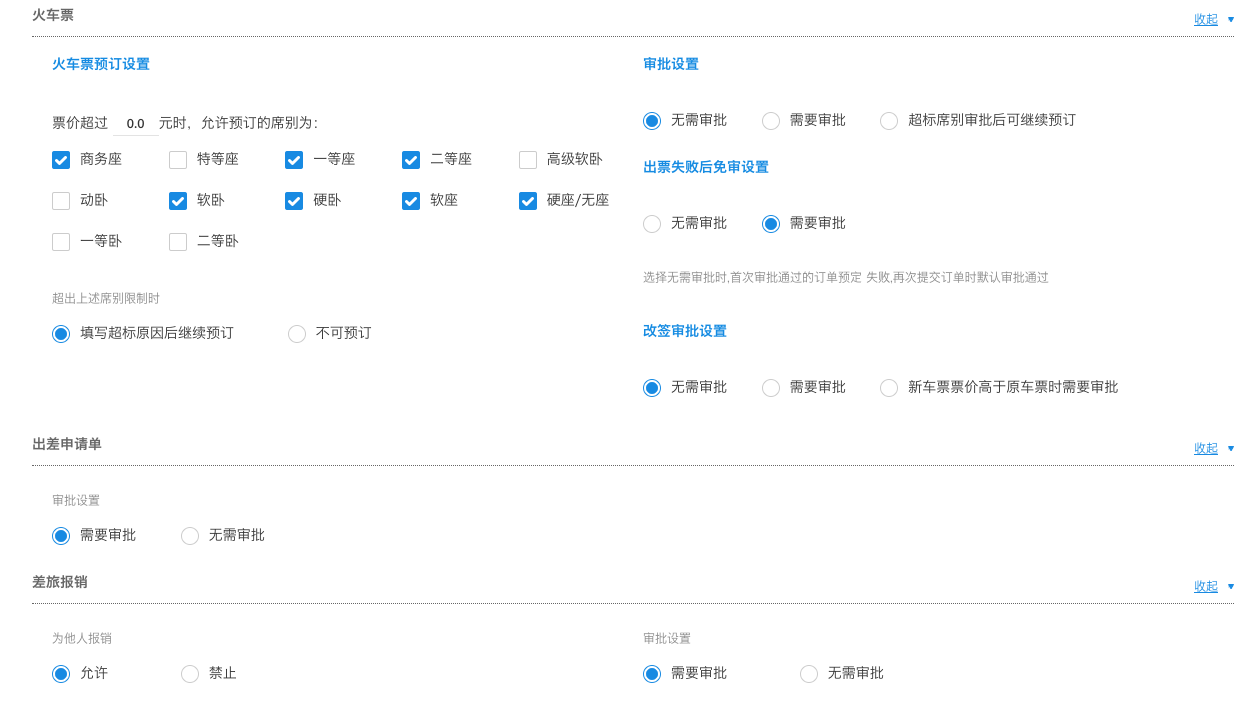 火车票
收起
火车票预订设置
票价超过 0.0 元时，允许预订的席别为：
商务座 特等座 一等座 二等座 高级软卧
动卧 软卧 硬卧 软座 硬座/无座
一等卧 二等卧
超出上述席别限制时
填写超标原因后继续预订 不可预订
审批设置
无需审批 需要审批 超标席别审批后可继续预订
出票失败后免审设置
无需审批 需要审批
选择无需审批时,首次审批通过的订单预定 失败,再次提交订单时默认审批通过
改签审批设置
无需审批 需要审批 新车票票价高于原车票时需要审批
出差申请单
收起
审批设置
需要审批 无需审批
差旅报销
收起
为他人报销
允许 禁止
审批设置
需要审批 无需审批